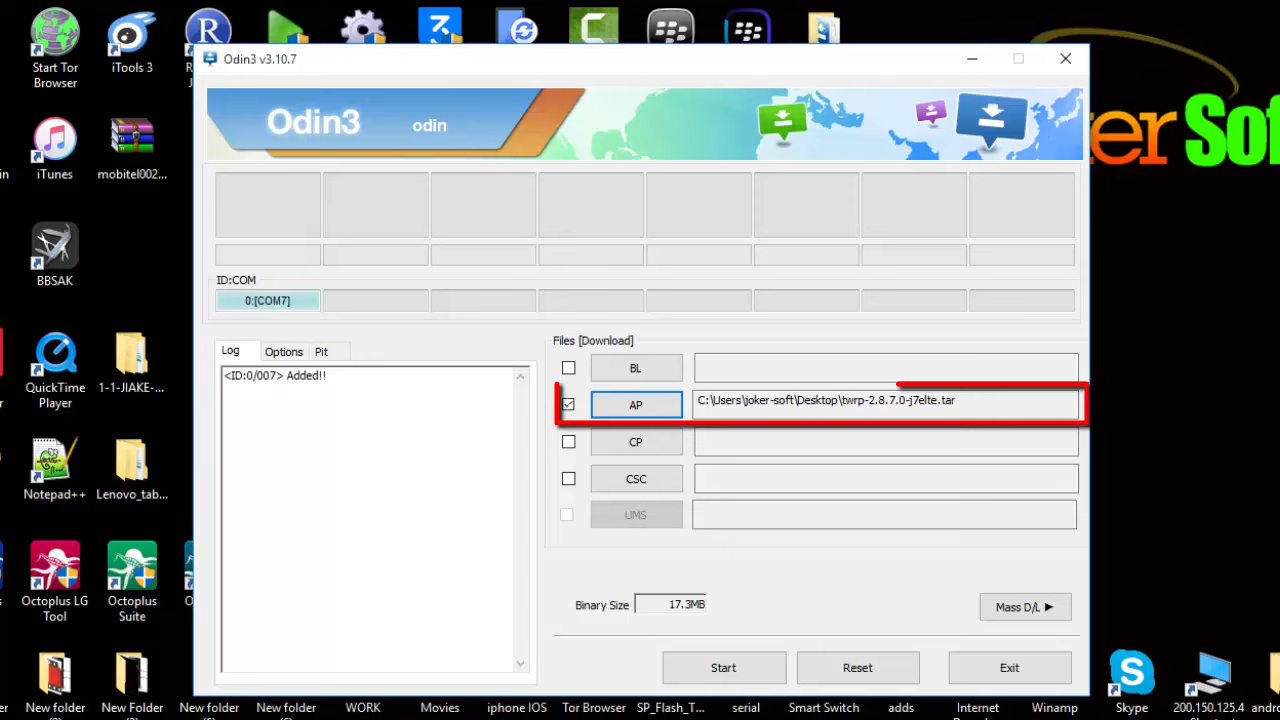 Start Tor
Browser
iTools 3
R
J
Odin3 v3.10.7
Odin3
odin
er Sof
in
iTunes
mobitel002...
BBSAK
ID:COM
0:[COM7]
Log
Options
Pit
<ID:0/007> Added!!
Files [Download]
BL
AP
C:\Users\joker-soft\Desktop\twrp-2.8.7.0-j7elte.tar
CP
CSC
UMS
Binary Size
17.3MB
Mass D/L
Start
Reset
Exit
QuickTime
Player
1-1-JIAKE-...
Notepad++
Lenovo_tab...
Octoplus LG
Tool
Octoplus
Suite
O
New folder
New Folder
New folder
New folder
WORK
Movies
iphone IOS
Tor Browser
SP_Flash_T...
serial
Smart Switch
adds
Internet
Winamp
Skype
200.150.125.4
andro